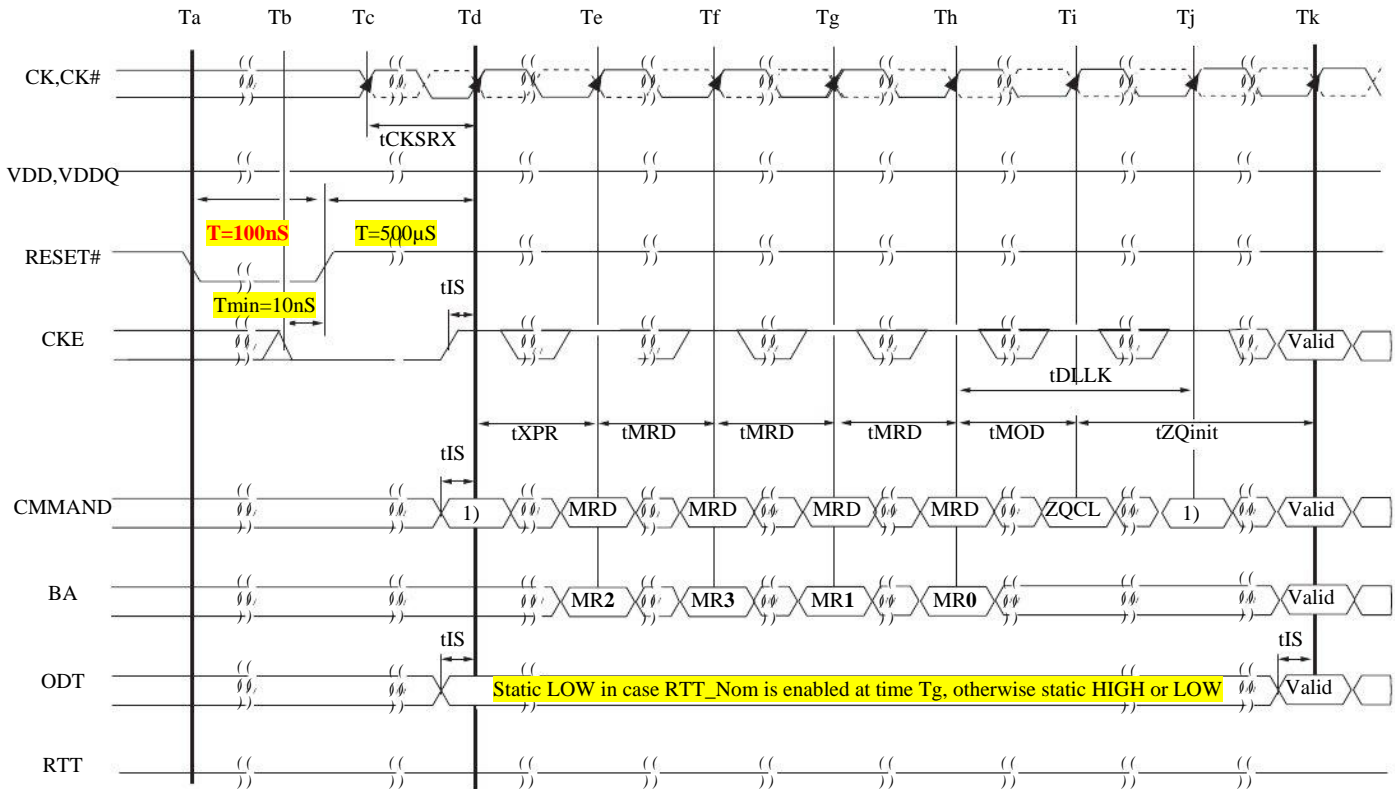 Ta Tb Tc Td Te Tf Tg Th Ti Tj Tk
CK,CK#
tCKSRX
VDD,VDDQ
T=100nS T=500µS
RESET#
Tmin=10nS tIS
CKE Valid
tDLLK
tXPR tMRD tMRD tMRD tMOD tZQinit
tIS
CMMAND 1) MRD MRD MRD MRD ZQCL 1) Valid
BA MR2 MR3 MR1 MR0 Valid
tIS tIS
ODT Static LOW in case RTT_Nom is enabled at time Tg, otherwise static HIGH or LOW Valid
RTT